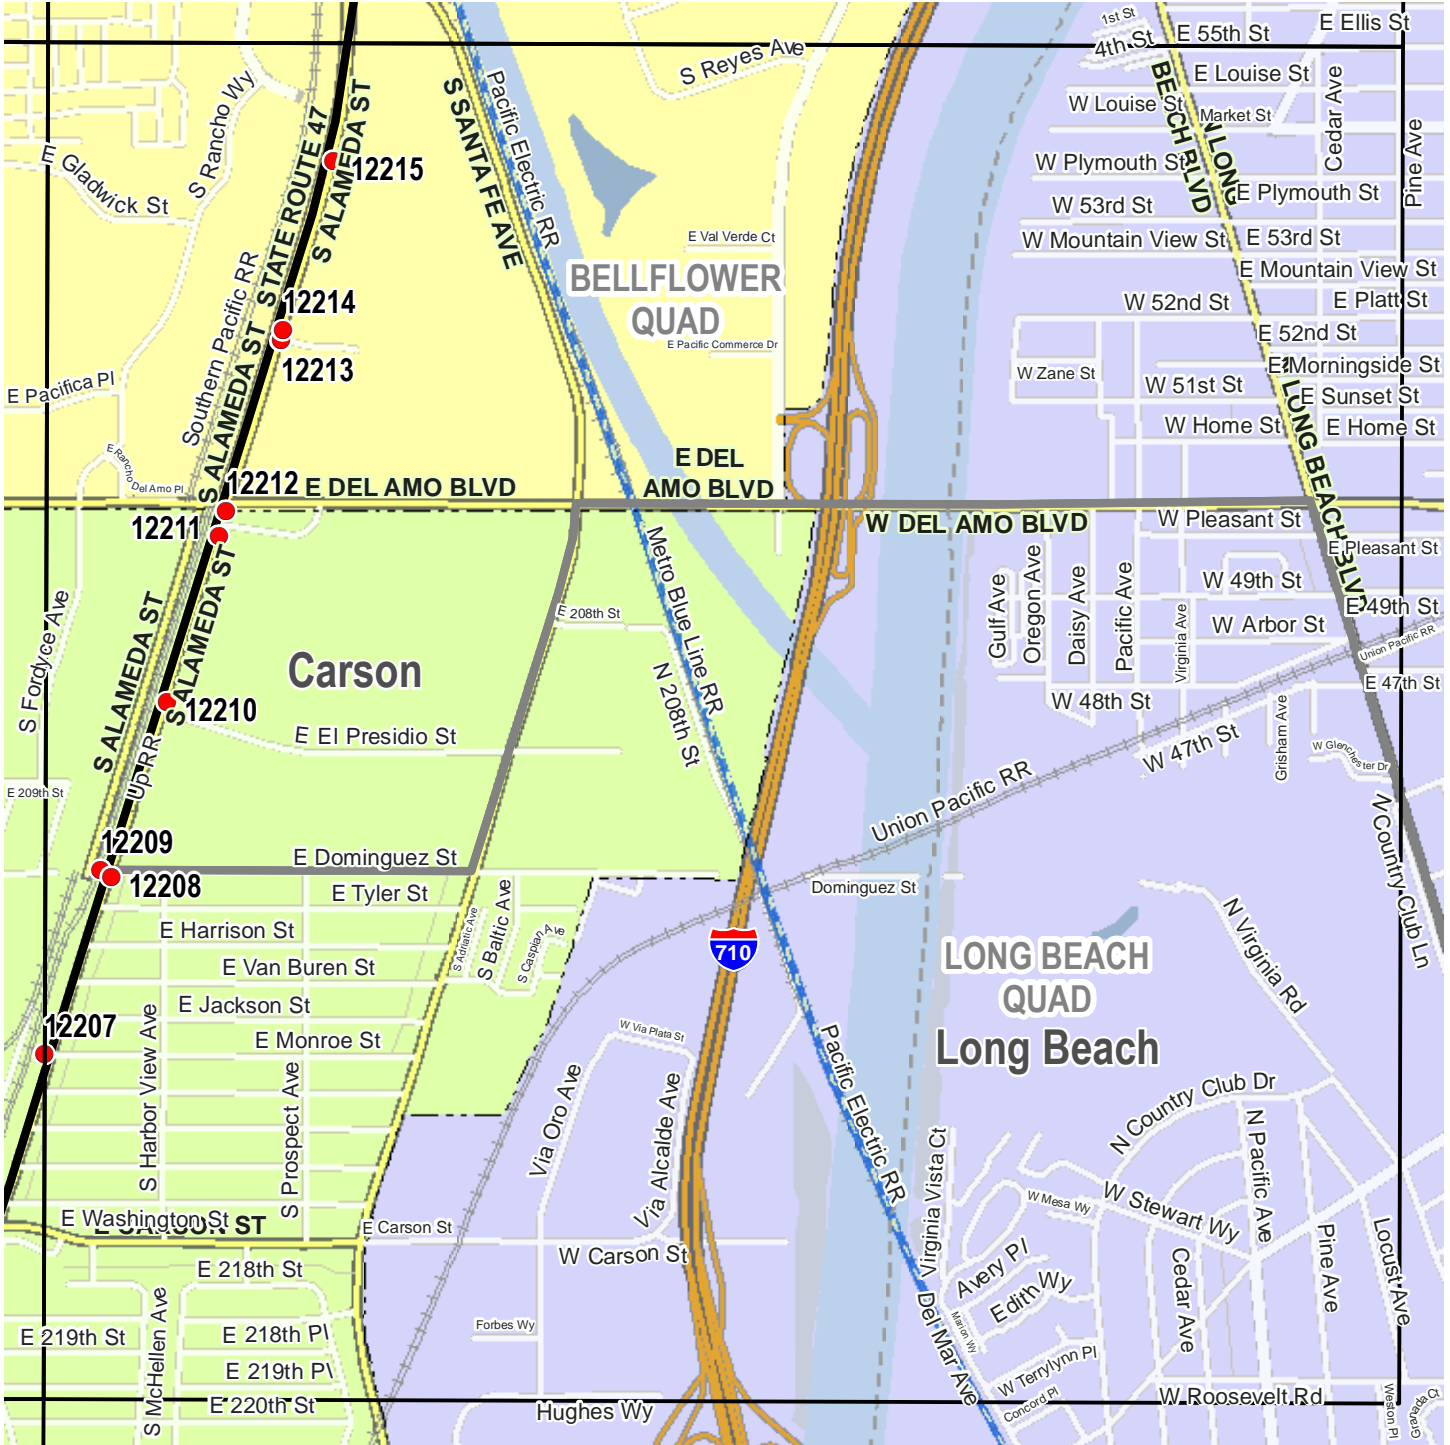 1st St
E 55th St
E Ellis St
4th St
S Reyes Ave
E Louise St
W Louise St
Market St
Cedar Ave
Pine Ave
N LONG
BEACH BLVD
S Rancho Wy
STATE ROUTE 47
S ALAMEDA ST
12215
S SANTA FE AVE
Pacific Electric RR
E Gladwick St
W Plymouth St
E Plymouth St
W 53rd St
E 53rd St
W Mountain View St
E Mountain View St
E Val Verde Ct
BELLFLOWER
QUAD
Southern Pacific RR
12214
12213
W 52nd St
E Platt St
E 52nd St
E Pacific Commerce Dr
E Morningside St
W Zane St
W 51st St
E Sunset St
E Pacifica Pl
S ALAMEDA ST
W Home St
E Home St
LONG BEACH BLVD
E Rancho
Del Amo Pl
E DEL
AMO BLVD
12212
E DEL AMO BLVD
12211
W DEL AMO BLVD
W Pleasant St
E Pleasant St
Metro Blue Line RR
Gulf Ave
Oregon Ave
Daisy Ave
Pacific Ave
Virginia Ave
W 49th St
E 49th St
W Arbor St
Union Pacific RR
S Fordyce Ave
S ALAMEDA ST
S ALAMEDA ST
E 208th St
N 208th St
Carson
12210
E El Presidio St
E 47th St
W 48th St
W 47th St
Grisham Ave
W Glenchester Dr
Up RR
E 209th St
Union Pacific RR
N Country Club Ln
12209
E Dominguez St
12208
E Tyler St
Dominguez St
E Harrison St
S Adriatic Ave
S Baltic Ave
S Caspian Ave
710
N Virginia Rd
E Van Buren St
LONG BEACH
QUAD
Long Beach
E Jackson St
12207
E Monroe St
W Via Plata St
S Harbor View Ave
S Prospect Ave
Via Oro Ave
Via Alcalde Ave
Pacific Electric RR
N Country Club Dr
N Pacific Ave
Virginia Vista Ct
W Mesa Wy
W Stewart Wy
E Washington St
E CARSON ST
E Carson St
W Carson St
E 218th St
Avery Pl
Edith Wy
Cedar Ave
Pine Ave
Locust Ave
S McHellen Ave
E 219th St
E 218th Pl
Forbes Wy
Del Mar Ave
Marion Wy
E 219th Pl
W Terrylynn Pl
Concord Pl
E 220th St
Hughes Wy
W Roosevelt Rd
Weston Pl
Granada Ct